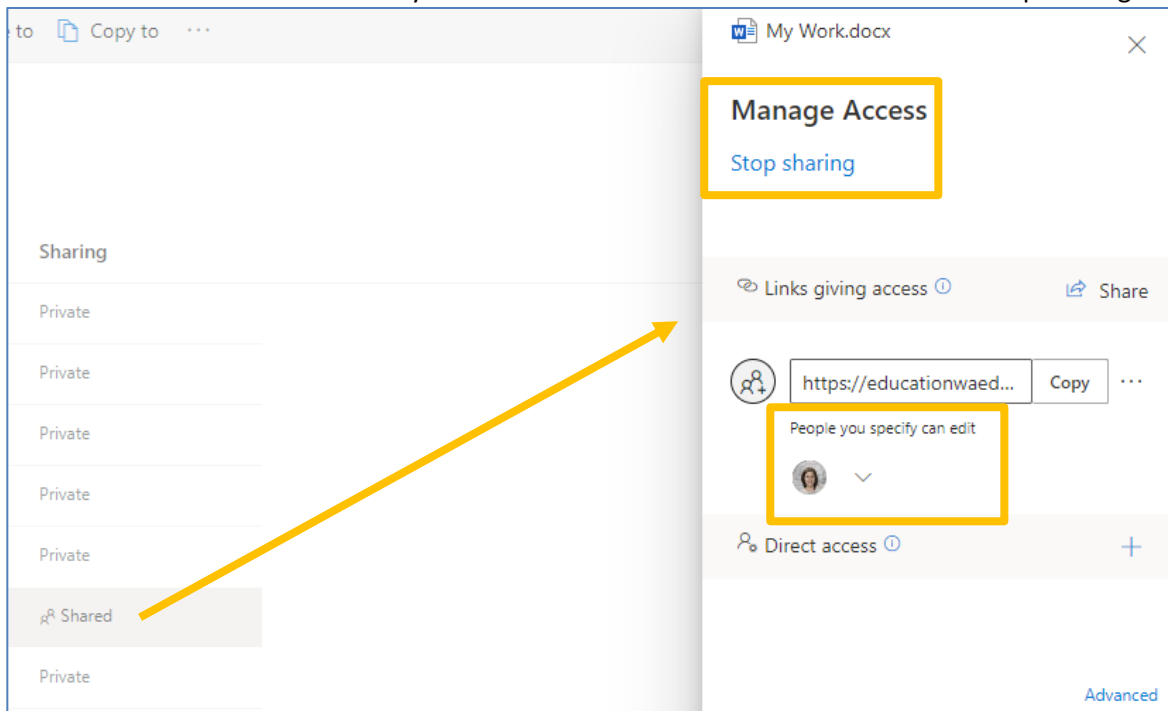 to Copy to ···
Sharing
Private
Private
Private
Private
Private
Shared
Private
My Work.docx
Manage Access
Stop sharing
Links giving access
Share
https://educationwaed...
Copy ···
People you specify can edit
Direct access
Advanced